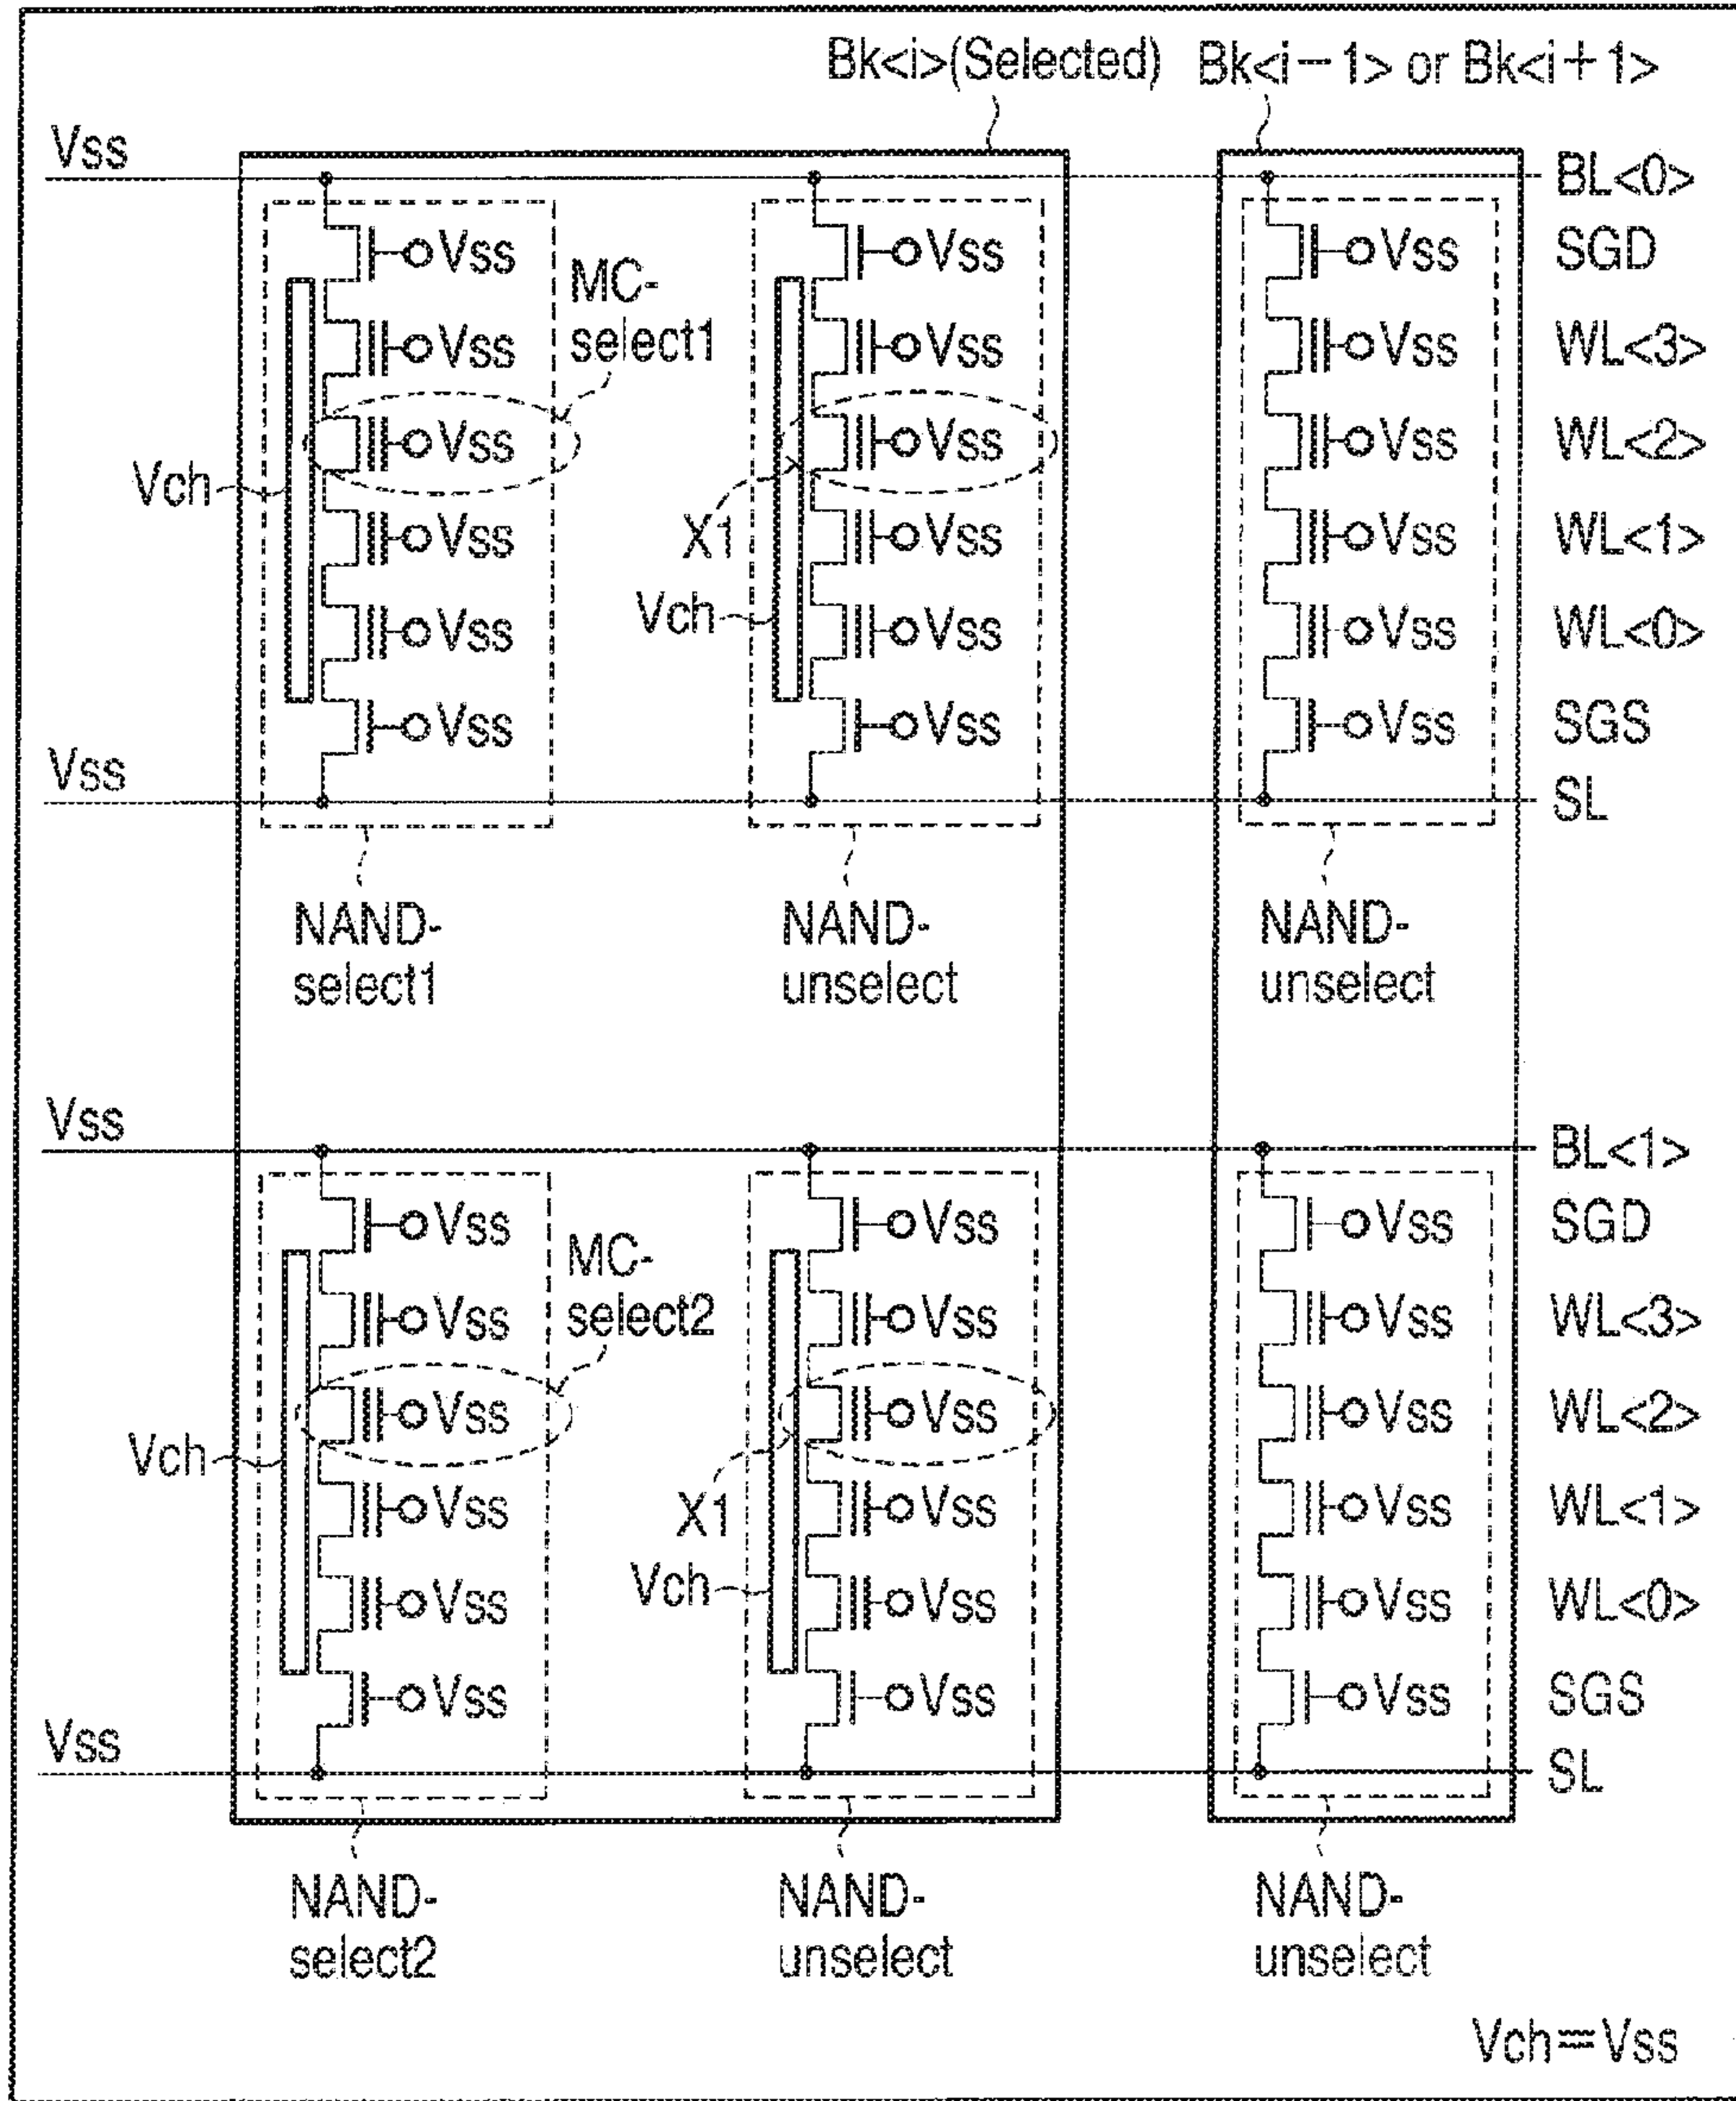 Bk<i>(Selected) Bk<i−1> or Bk<i+1>
Vss BL<0>
Vss Vss Vss SGD
MC-
select1
Vss Vss Vss WL<3>
Vss Vss Vss WL<2>
Vch X1
Vss Vss Vss WL<1>
Vch
Vss Vss Vss WL<0>
Vss Vss Vss SGS
Vss SL
NAND-
select1
NAND-
unselect
NAND-
unselect
Vss BL<1>
Vss Vss Vss SGD
MC-
select2
Vss Vss Vss WL<3>
Vss Vss Vss WL<2>
Vch X1
Vss Vss Vss WL<1>
Vch
Vss Vss Vss WL<0>
Vss Vss Vss SGS
Vss SL
NAND-
select2
NAND-
unselect
NAND-
unselect
Vch=Vss